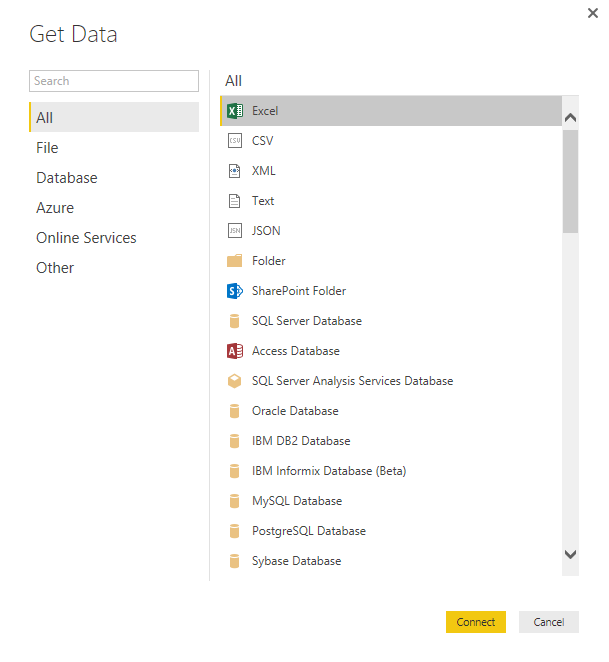 Get Data
Search
All
File
Database
Azure
Online Services
Other
All
Excel
CSV
XML
Text
JSON
Folder
SharePoint Folder
SQL Server Database
Access Database
SQL Server Analysis Services Database
Oracle Database
IBM DB2 Database
IBM Informix Database (Beta)
MySQL Database
PostgreSQL Database
Sybase Database
Connect
Cancel